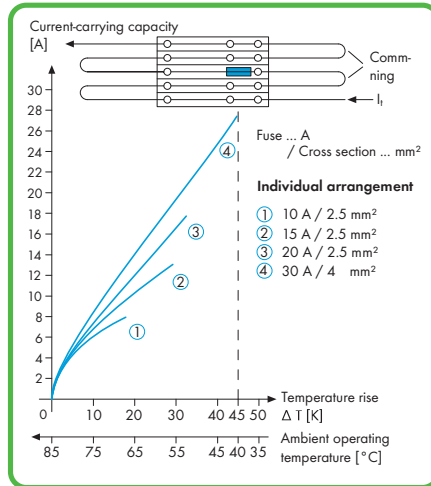 Current-carrying capacity
[A]
Comm-
ning
I₁
30
28
26
24
22
20
18
16
14
12
10
8
6
4
2
0
④
③
②
①
Fuse ... A
/ Cross section ... mm²
Individual arrangement
① 10 A / 2.5 mm²
② 15 A / 2.5 mm²
③ 20 A / 2.5 mm²
④ 30 A / 4 mm²
10 20 30 40 45 50
Temperature rise
Δ T [K]
85 75 65 55 45 40 35
Ambient operating
temperature [°C]